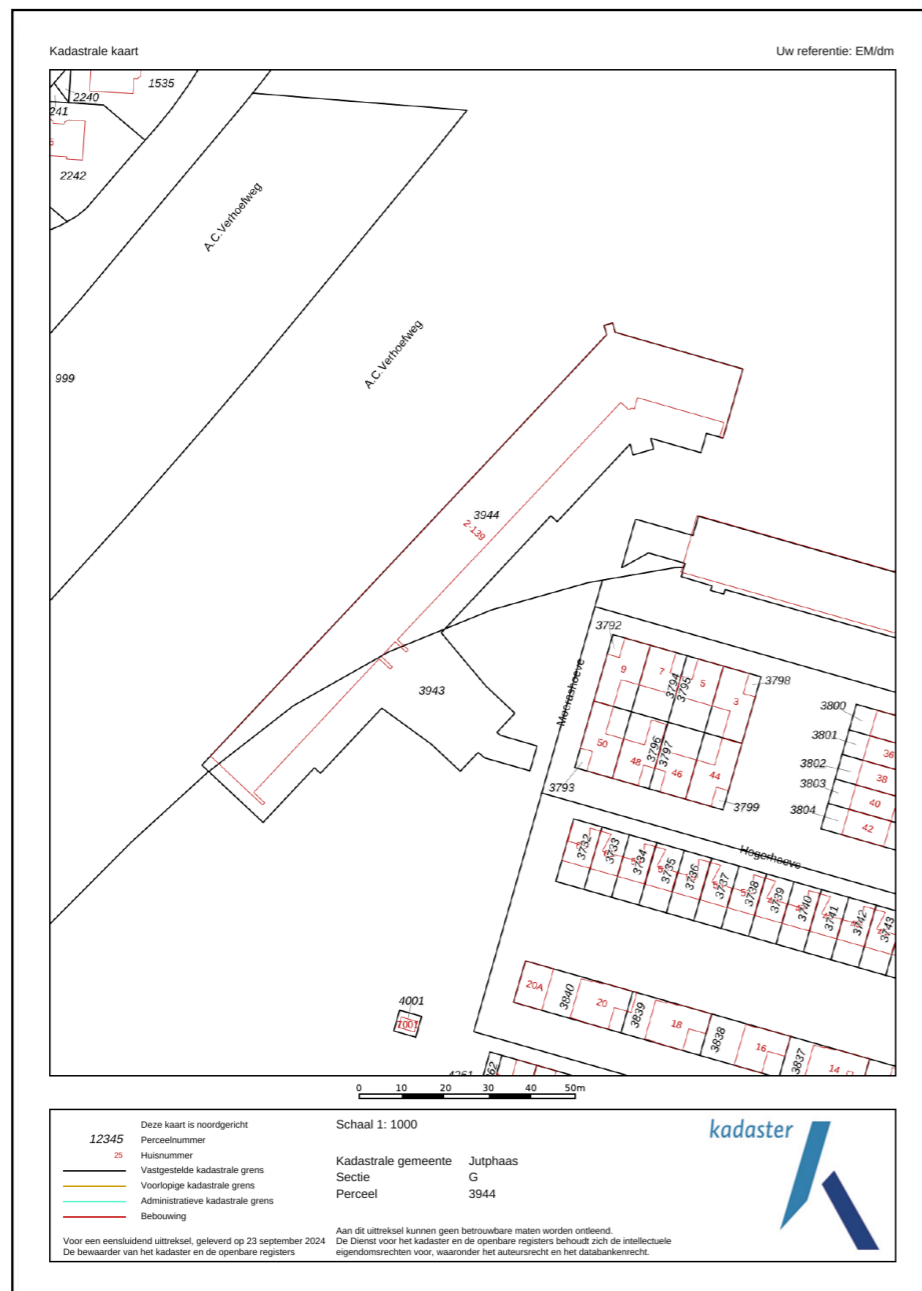 Kadastrale kaart
Uw referentie: EM/dm
1535
2240
241
2242
A.C.Verhoefweg
A.C.Verhoefweg
999
3944
2-139
3792
9
7
3794
3795
5
3
3798
3943
Moerashoeve
3800
3801
36
3802
38
3803
40
3804
42
50
48
3796
3797
46
44
3793
3799
Hogerhoeve
3732
3733
3734
3735
3736
3737
3738
3739
3740
3741
3742
3743
20A
3840
20
3839
18
3838
16
3837
14
4001
1001
4261
0 10 20 30 40 50m
Deze kaart is noordgericht
12345 Perceelnummer
25 Huisnummer
Vastgestelde kadastrale grens
Voorlopige kadastrale grens
Administratieve kadastrale grens
Bebouwing
Voor een eensluidend uittreksel, geleverd op 23 september 2024
De bewaarder van het kadaster en de openbare registers
Schaal 1: 1000
Kadastrale gemeente Jutphaas
Sectie G
Perceel 3944
Aan dit uittreksel kunnen geen betrouwbare maten worden ontleend.
De Dienst voor het kadaster en de openbare registers behoudt zich de intellectuele
eigendomsrechten voor, waaronder het auteursrecht en het databankenrecht.
kadaster